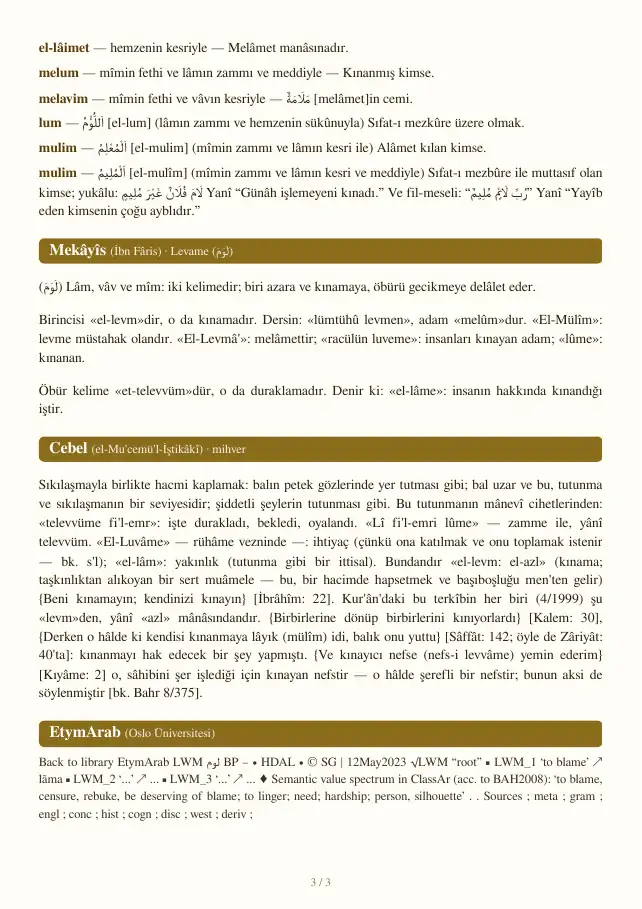 el-lâimet — hemzenin kesriyle — Melâmet manâsınadır.
melum — mîmin fethi ve lâmın zammı ve meddiyle — Kınanmış kimse.
melavim — mîmin fethi ve vâvın kesriyle — مَلَامَةٌ [melâmet]in cemi.
lum — اَللُّؤْمُ [el-lum] (lâmın zammı ve hemzenin sükûnuyla) Sıfat-ı mezkûre üzere olmak.
mulim — اَلْمُعْلِمُ [el-mulim] (mîmin zammı ve lâmın kesri ile) Alâmet kılan kimse.
mulim — اَلْمُلِيمُ [el-mulîm] (mîmin zammı ve lâmın kesri ve meddiyle) Sıfat-ı mezbûre ile muttasıf olan
kimse; yukâlu: لَامَ فُلَانٌ غَيْرَ مُلِيمٍ Yanî “Günâh işlemeyeni kınadı.” Ve fil-meseli: “رُبَّ لَائِمٍ مُلِيمٌ” Yanî “Yayîb
eden kimsenin çoğu ayblıdır.”
Mekâyîs (İbn Fâris) · Levame (لَوَمَ)
(لَوَمَ) Lâm, vâv ve mîm: iki kelimedir; biri azara ve kınamaya, öbürü gecikmeye delâlet eder.
Birincisi «el-levm»dir, o da kınamadır. Dersin: «lümtühû levmen», adam «melûm»dur. «El-Mülîm»:
levme müstahak olandır. «El-Levmâ'»: melâmettir; «racülün luveme»: insanları kınayan adam; «lûme»:
kınanan.
Öbür kelime «et-televvüm»dür, o da duraklamadır. Denir ki: «el-lâme»: insanın hakkında kınandığı
iştir.
Cebel (el-Mu'cemü'l-İştikâkî) · mihver
Sıkılaşmayla birlikte hacmi kaplamak: balın petek gözlerinde yer tutması gibi; bal uzar ve bu, tutunma
ve sıkılaşmanın bir seviyesidir; şiddetli şeylerin tutunması gibi. Bu tutunmanın mânevî cihetlerinden:
«televvüme fi'l-emr»: işte durakladı, bekledi, oyalandı. «Lî fi'l-emri lûme» — zamme ile, yânî
televvüm. «El-Luvâme» — rühâme vezninde —: ihtiyaç (çünkü ona katılmak ve onu toplamak istenir
— bk. s'l); «el-lâm»: yakınlık (tutunma gibi bir ittisal). Bundandır «el-levm: el-azl» (kınama;
taşkınlıktan alıkoyan bir sert muâmele — bu, bir hacimde hapsetmek ve başıboşluğu men'ten gelir)
{Beni kınamayın; kendinizi kınayın} [İbrâhîm: 22]. Kur'ân'daki bu terkîbin her biri (4/1999) şu
«levm»den, yânî «azl» mânâsındandır. {Birbirlerine dönüp birbirlerini kınıyorlardı} [Kalem: 30],
{Derken o hâlde ki kendisi kınanmaya lâyık (mülîm) idi, balık onu yuttu} [Sâffât: 142; öyle de Zâriyât:
40'ta]: kınanmayı hak edecek bir şey yapmıştı. {Ve kınayıcı nefse (nefs-i levvâme) yemin ederim}
[Kıyâme: 2] o, sâhibini şer işlediği için kınayan nefstir — o hâlde şerefli bir nefstir; bunun aksi de
söylenmiştir [bk. Bahr 8/375].
EtymArab (Oslo Üniversitesi)
Back to library EtymArab LWM لوم BP – • HDAL • © SG | 12May2023 √LWM “root” ▪ LWM_1 ‘to blame’ ↗
lāma ▪ LWM_2 ‘...’ ↗ ... ▪ LWM_3 ‘...’ ↗ ... ♦ Semantic value spectrum in ClassAr (acc. to BAH2008): ‘to blame,
censure, rebuke, be deserving of blame; to linger; need; hardship; person, silhouette’ . . Sources ; meta ; gram ;
engl ; conc ; hist ; cogn ; disc ; west ; deriv ;
3 / 3